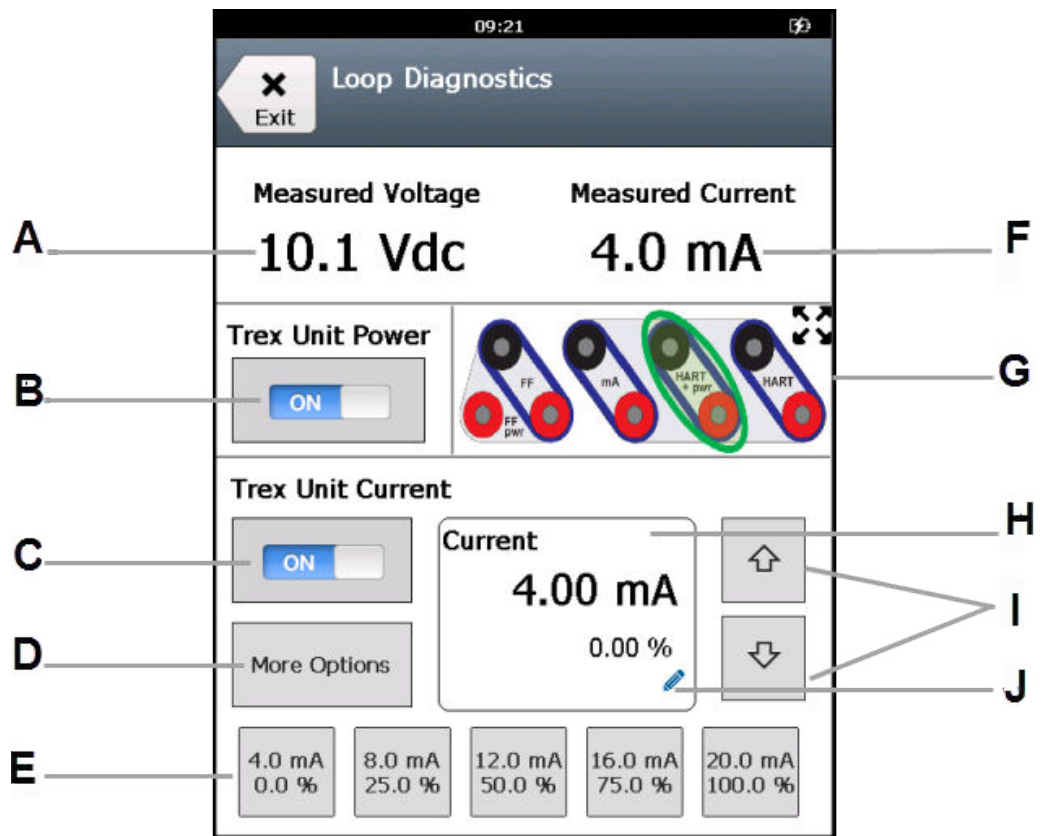 09:21
Loop Diagnostics
Exit
Measured Voltage
Measured Current
A
10.1 Vdc
4.0 mA
F
Trex Unit Power
B
ON
FF
FF
pwr
mA
HART
+ pwr
HART
G
Trex Unit Current
C
ON
Current
4.00 mA
0.00 %
H
I
D
More Options
J
E
4.0 mA
0.0 %
8.0 mA
25.0 %
12.0 mA
50.0 %
16.0 mA
75.0 %
20.0 mA
100.0 %